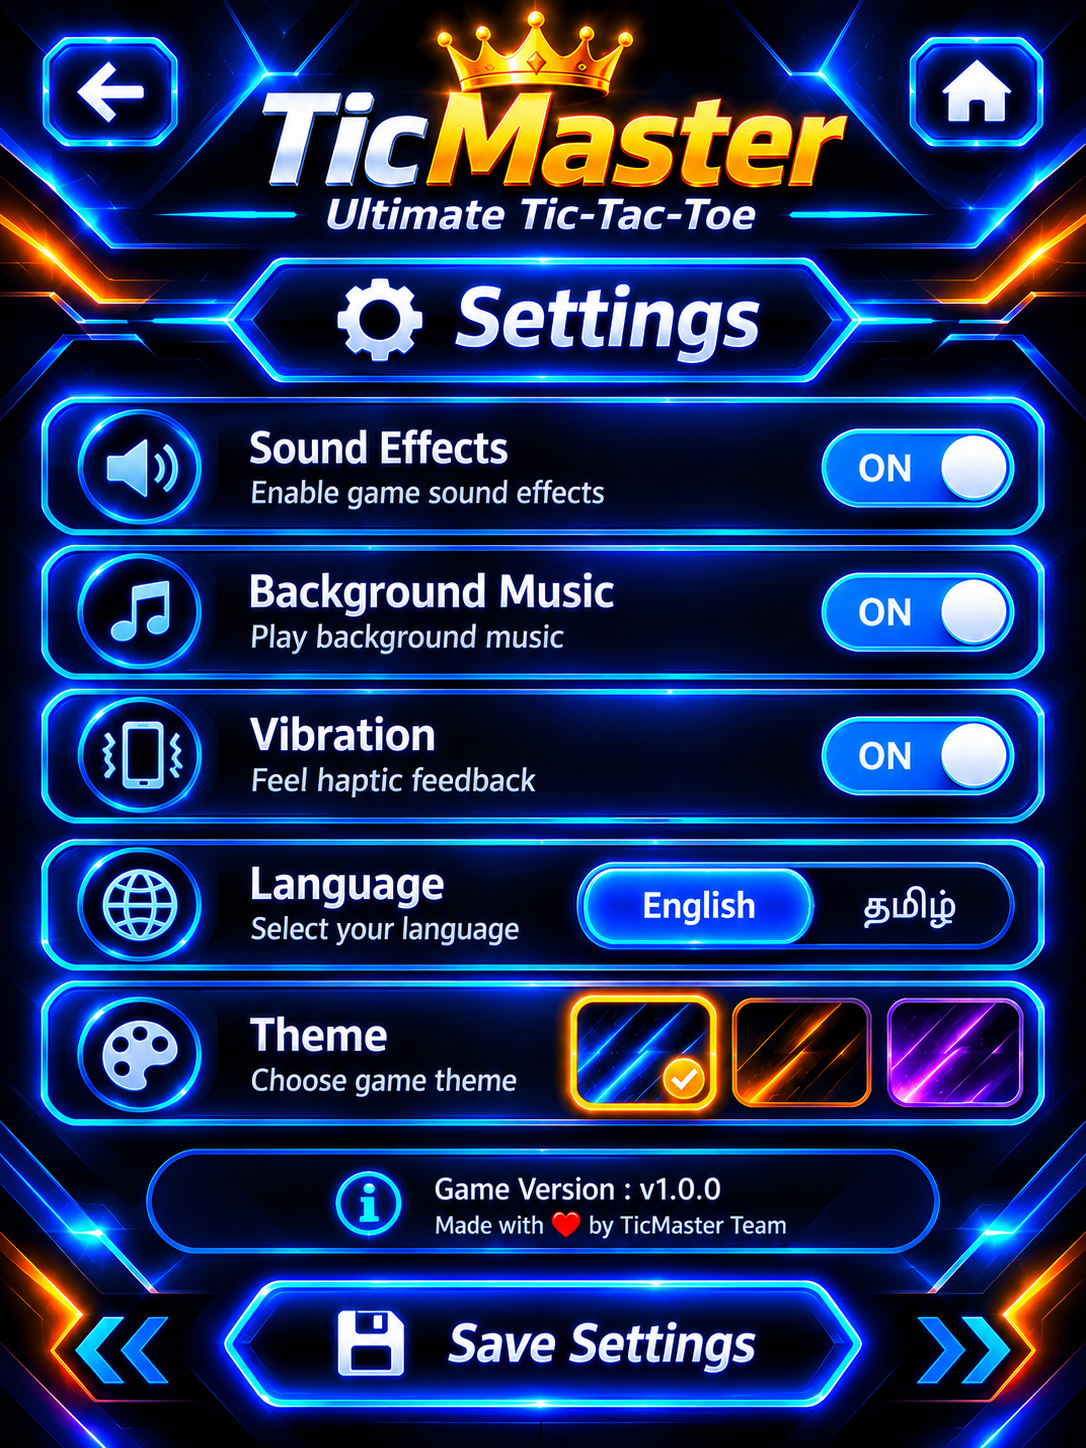 TicMaster
Ultimate Tic-Tac-Toe
Settings
Sound Effects
Enable game sound effects
ON
Background Music
Play background music
ON
Vibration
Feel haptic feedback
ON
Language
Select your language
English
தமிழ்
Theme
Choose game theme
Game Version : v1.0.0
Made with ❤️ by TicMaster Team
Save Settings